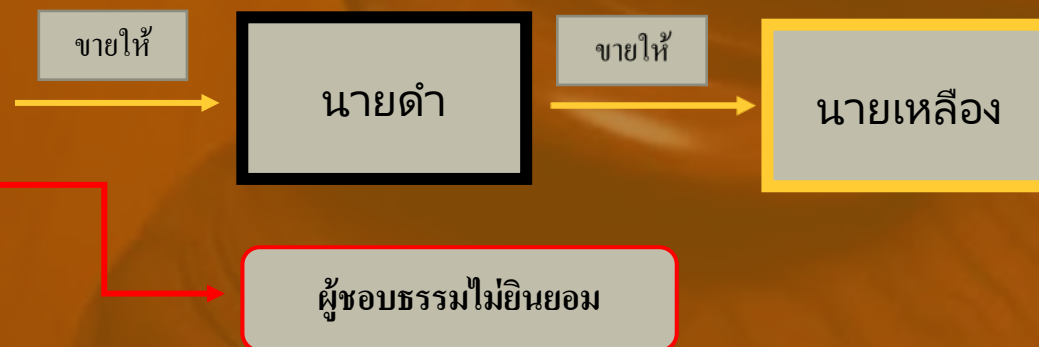 ขายให้
นายดำ
ขายให้
นายเหลือง
ผู้ชอบธรรมไม่ยินยอม